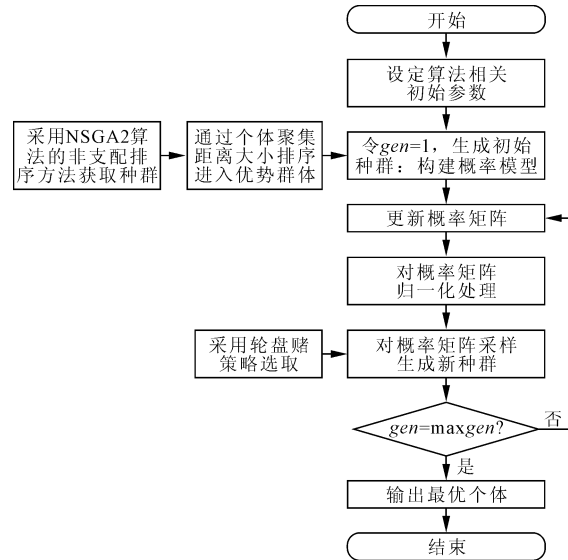 开始
设定算法相关
初始参数
采用NSGA2算
法的非支配排
序方法获取种群
通过个体聚集
距离大小排序
进入优势群体
令gen=1，生成初始
种群：构建概率模型
更新概率矩阵
对概率矩阵
归一化处理
采用轮盘赌
策略选取
对概率矩阵采样
生成新种群
gen=maxgen?
否
是
输出最优个体
结束